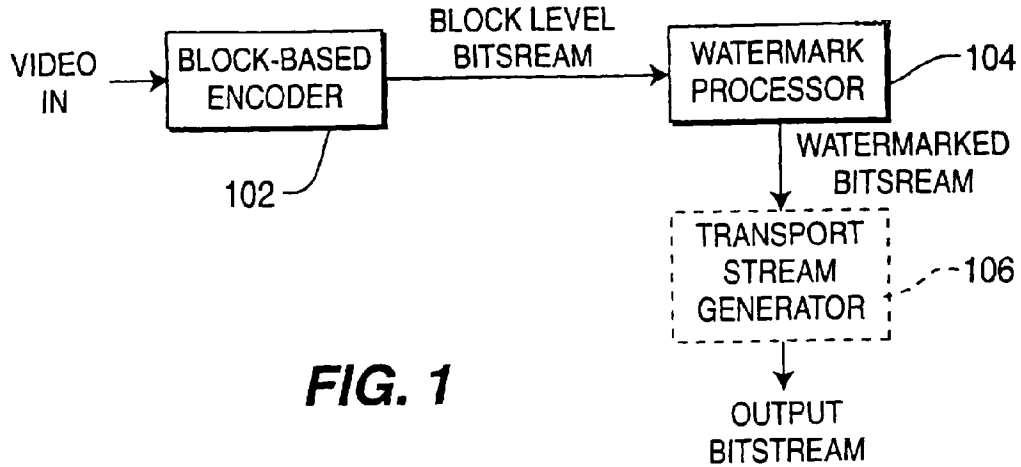 VIDEO
IN
BLOCK-BASED
ENCODER
102
BLOCK LEVEL
BITSREAM
WATERMARK
PROCESSOR
104
WATERMARKED
BITSREAM
TRANSPORT
STREAM
GENERATOR
106
OUTPUT
BITSTREAM
FIG. 1